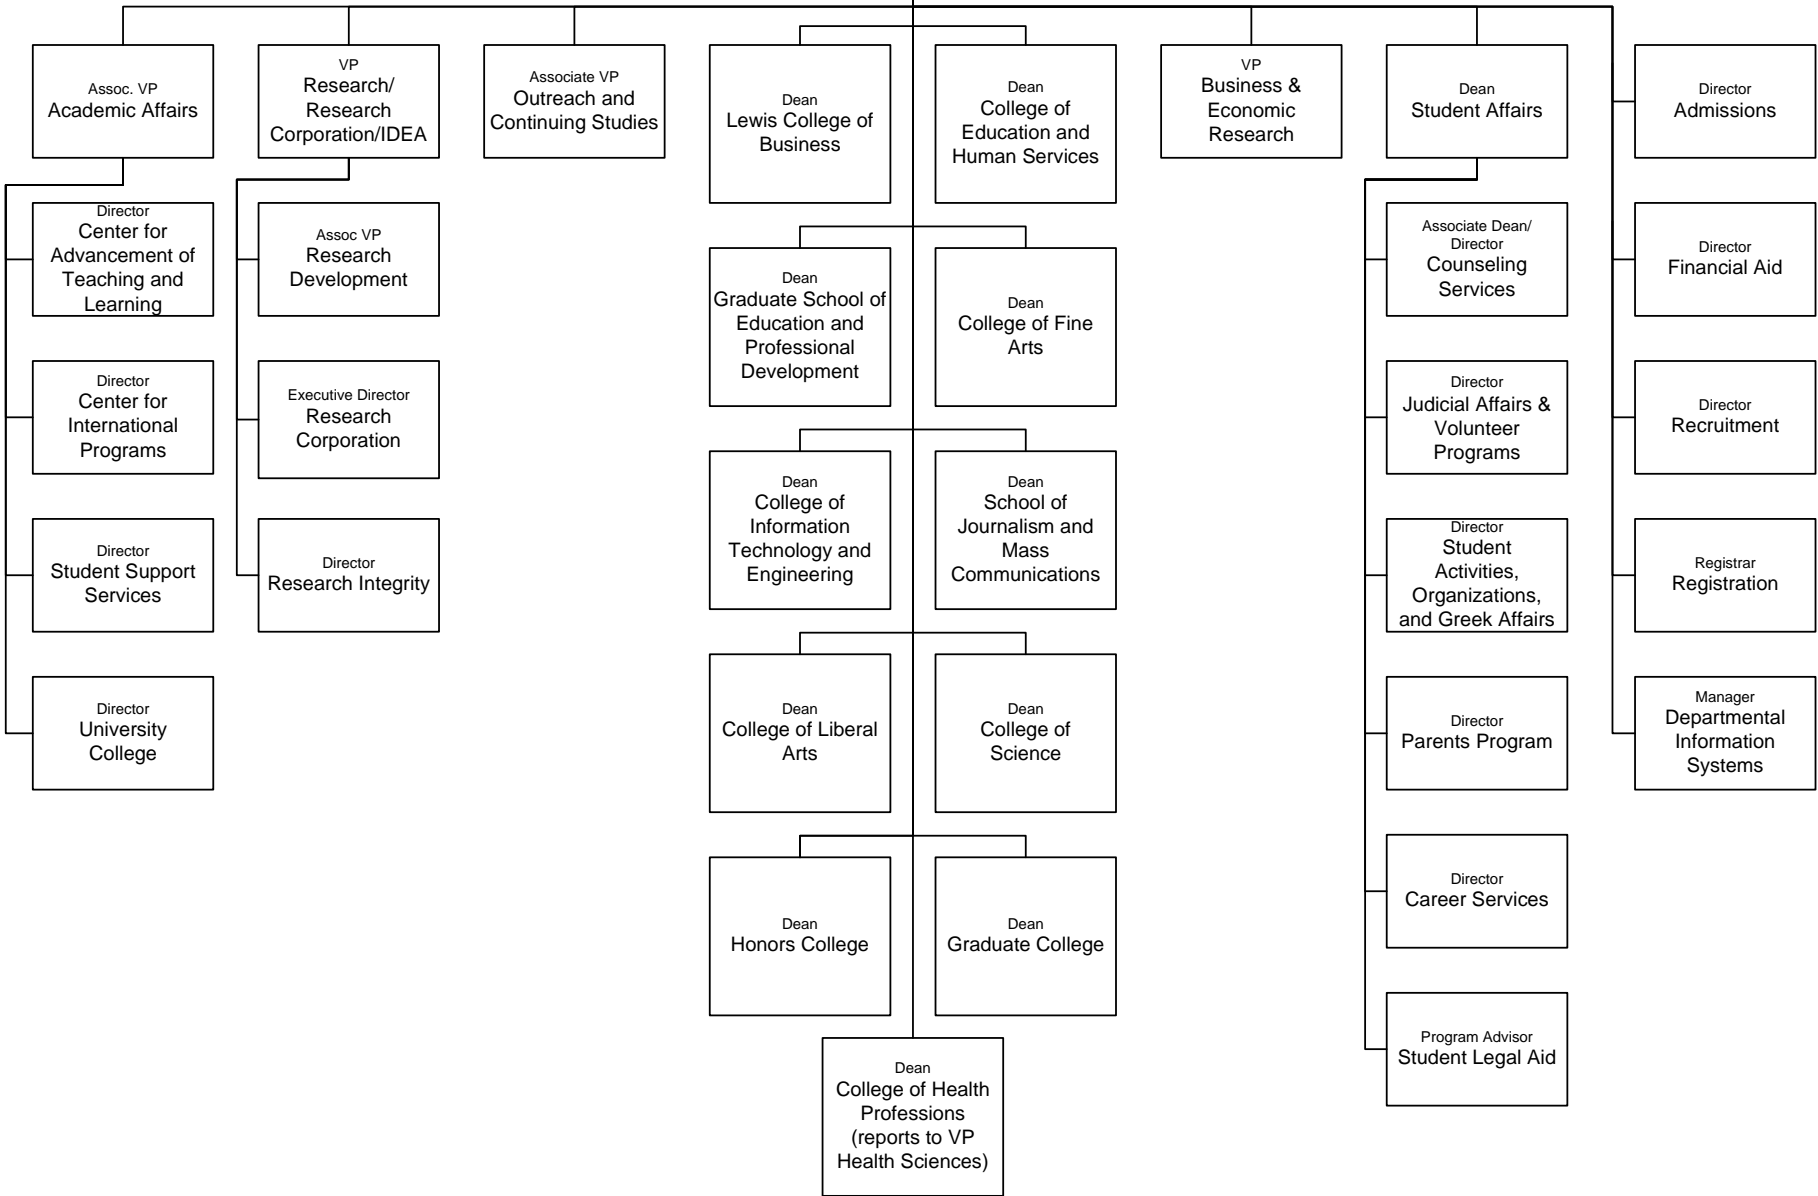 Assoc. VP
Academic Affairs
VP
Research/
Research
Corporation/IDEA
Associate VP
Outreach and
Continuing Studies
Dean
Lewis College of
Business
Dean
College of
Education and
Human Services
VP
Business &
Economic
Research
Dean
Student Affairs
Director
Admissions
Director
Center for
Advancement of
Teaching and
Learning
Assoc VP
Research
Development
Dean
Graduate School of
Education and
Professional
Development
Dean
College of Fine
Arts
Associate Dean/
Director
Counseling
Services
Director
Financial Aid
Director
Center for
International
Programs
Executive Director
Research
Corporation
Director
Judicial Affairs &
Volunteer
Programs
Director
Recruitment
Director
Student Support
Services
Director
Research Integrity
Dean
College of
Information
Technology and
Engineering
Dean
School of
Journalism and
Mass
Communications
Director
Student
Activities,
Organizations,
and Greek Affairs
Registrar
Registration
Director
University
College
Dean
College of Liberal
Arts
Dean
College of
Science
Director
Parents Program
Manager
Departmental
Information
Systems
Dean
Honors College
Dean
Graduate College
Director
Career Services
Program Advisor
Student Legal Aid
Dean
College of Health
Professions
(reports to VP
Health Sciences)